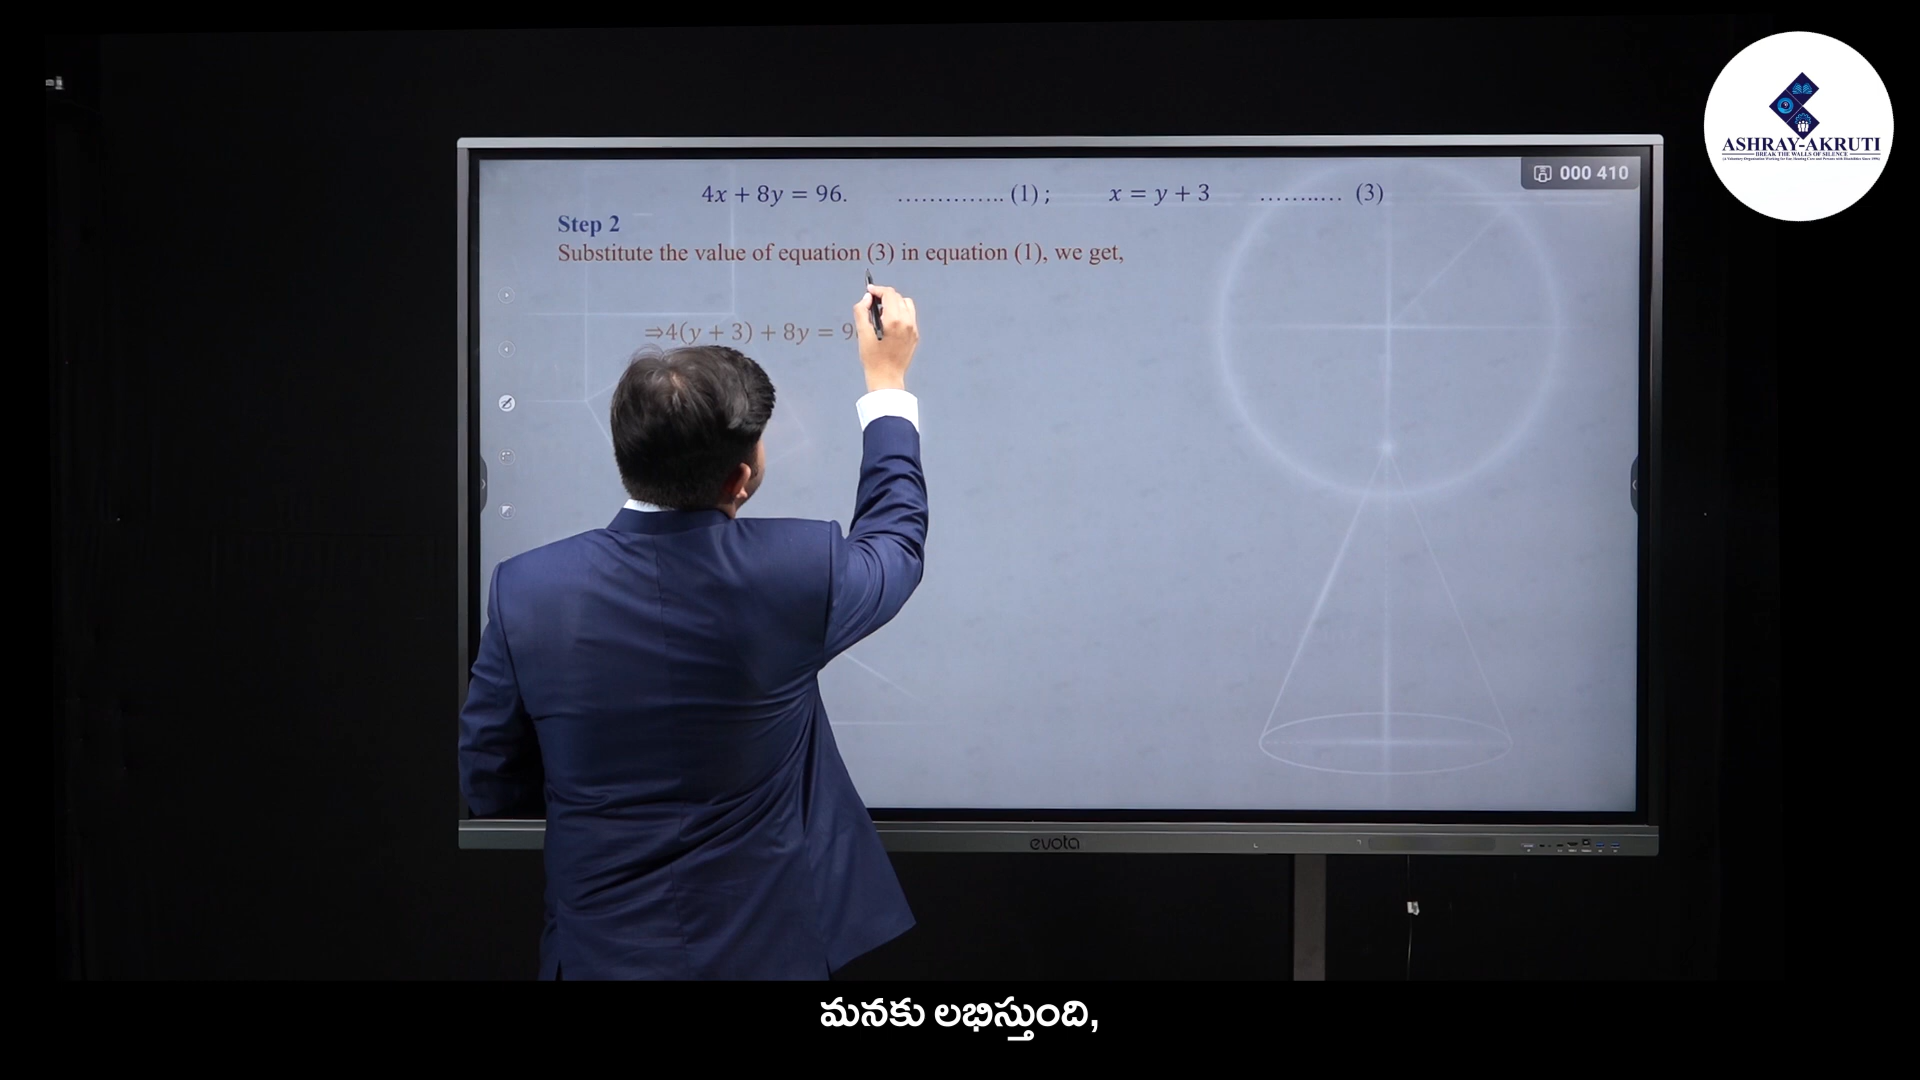 ASHRAY-AKRUTI
BREAK THE WALLS OF SILENCE
000 410
4x + 8y = 96. ………….. (1) ; x = y + 3 ……..… (3)
Step 2
Substitute the value of equation (3) in equation (1), we get,
⇒4(y + 3) + 8y = 9
evota
మనకు లభిస్తుంది,